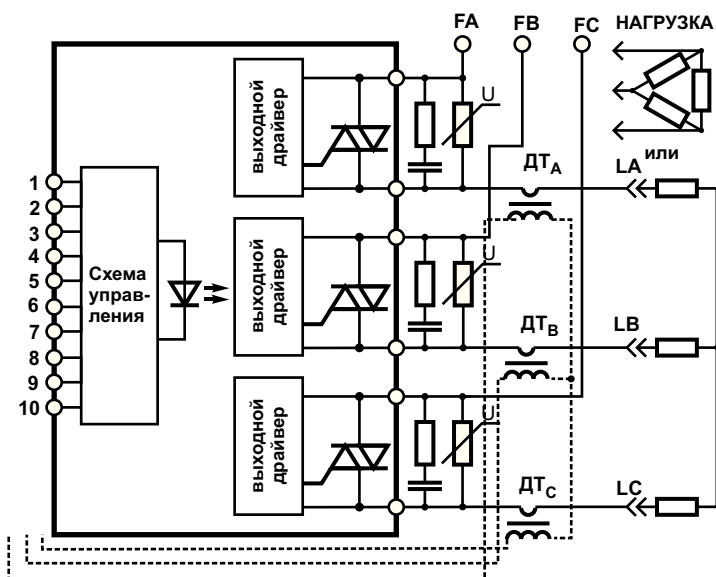 FA
FB
FC
НАГРУЗКА
или
выходной
драйвер
U
ДТA
LA
1
2
3
4
5
6
7
8
9
10
Схема
управ-
ления
выходной
драйвер
U
ДТB
LB
выходной
драйвер
U
ДТC
LC